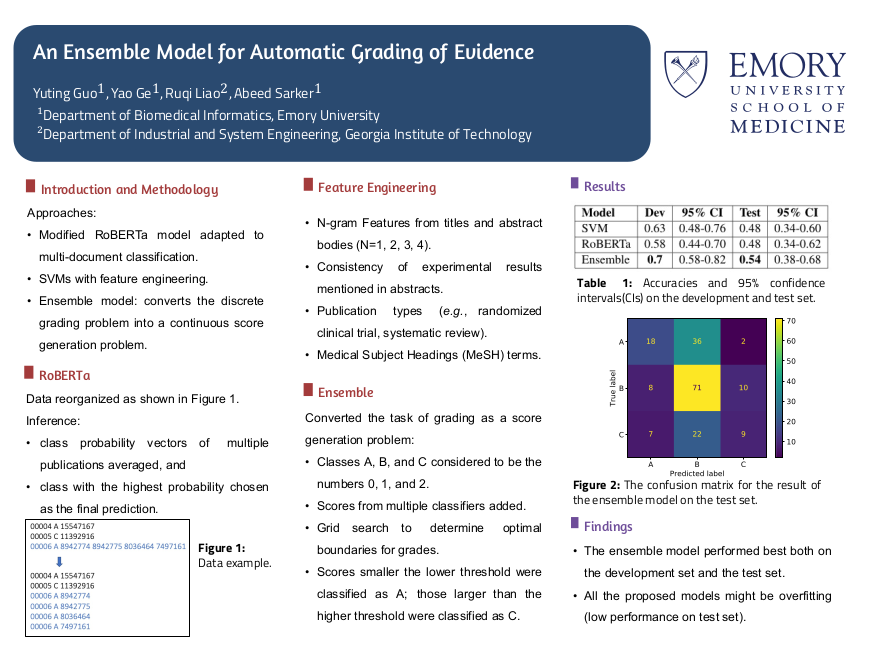 An Ensemble Model for Automatic Grading of Evidence
Yuting Guo1, Yao Ge1, Ruqi Liao2, Abeed Sarker1
1Department of Biomedical Informatics, Emory University
2Department of Industrial and System Engineering, Georgia Institute of Technology
EMORY
UNIVERSITY
SCHOOL OF
MEDICINE
Introduction and Methodology
Approaches:
• Modified RoBERTa model adapted to
multi-document classification.
• SVMs with feature engineering.
• Ensemble model: converts the discrete
grading problem into a continuous score
generation problem.
RoBERTa
Data reorganized as shown in Figure 1.
Inference:
• class probability vectors of multiple
publications averaged, and
• class with the highest probability chosen
as the final prediction.
00004 A 15547167
00005 C 11392916
00006 A 8942774 8942775 8036464 7497161
00004 A 15547167
00005 C 11392916
00006 A 8942774
00006 A 8942775
00006 A 8036464
00006 A 7497161
Figure 1:
Data example.
Feature Engineering
• N-gram Features from titles and abstract
bodies (N=1, 2, 3, 4).
• Consistency of experimental results
mentioned in abstracts.
• Publication types (e.g., randomized
clinical trial, systematic review).
• Medical Subject Headings (MeSH) terms.
Ensemble
Converted the task of grading as a score
generation problem:
• Classes A, B, and C considered to be the
numbers 0, 1, and 2.
• Scores from multiple classifiers added.
• Grid search to determine optimal
boundaries for grades.
• Scores smaller the lower threshold were
classified as A; those larger than the
higher threshold were classified as C.
Results
Model Dev 95% CI Test 95% CI
SVM 0.63 0.48-0.76 0.48 0.34-0.60
RoBERTa 0.58 0.44-0.70 0.48 0.34-0.62
Ensemble 0.7 0.58-0.82 0.54 0.38-0.68
Table 1: Accuracies and 95% confidence
intervals(CIs) on the development and test set.
True label
A 18 36 2
B 8 71 10
C 7 22 9
A B C
Predicted label
70
60
50
40
30
20
10
Figure 2: The confusion matrix for the result of
the ensemble model on the test set.
Findings
• The ensemble model performed best both on
the development set and the test set.
• All the proposed models might be overfitting
(low performance on test set).